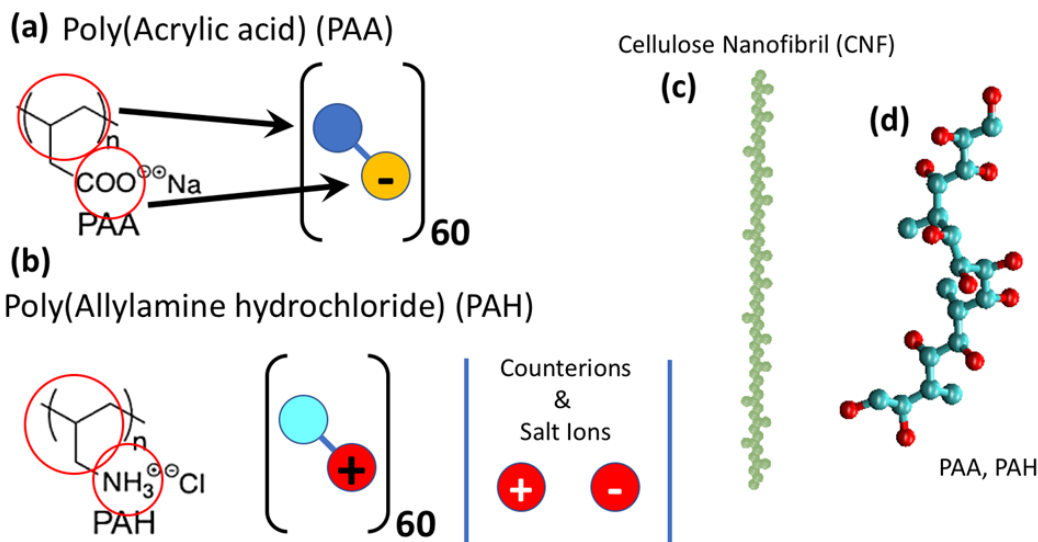 (a) Poly(Acrylic acid) (PAA)
n
COO⊖⊕Na
PAA
-
60
(b)
Poly(Allylamine hydrochloride) (PAH)
n
NH₃⊕⊖Cl
PAH
+
60
Counterions
&
Salt Ions
+ -
Cellulose Nanofibril (CNF)
(c)
(d)
PAA, PAH